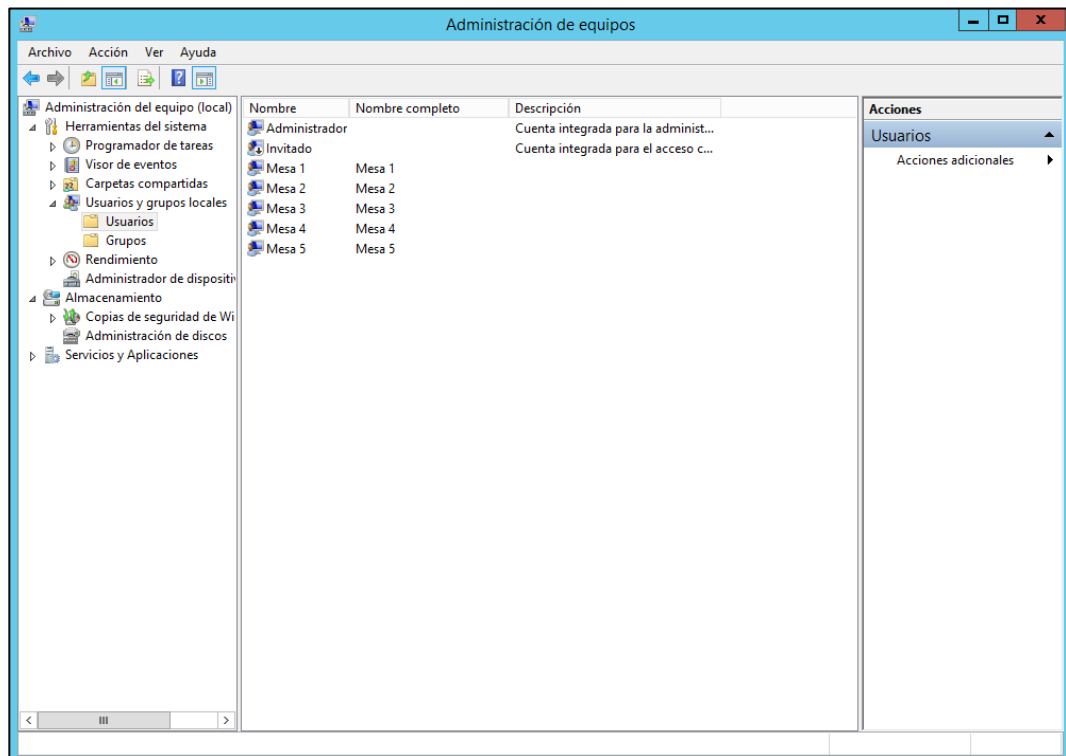 Administración de equipos
Archivo Acción Ver Ayuda
Administración del equipo (local)
Herramientas del sistema
Programador de tareas
Visor de eventos
Carpetas compartidas
Usuarios y grupos locales
Usuarios
Grupos
Rendimiento
Administrador de dispositiv
Almacenamiento
Copias de seguridad de Wi
Administración de discos
Servicios y Aplicaciones
Nombre Nombre completo Descripción
Administrador Cuenta integrada para la administ...
Invitado Cuenta integrada para el acceso c...
Mesa 1 Mesa 1
Mesa 2 Mesa 2
Mesa 3 Mesa 3
Mesa 4 Mesa 4
Mesa 5 Mesa 5
Acciones
Usuarios
Acciones adicionales